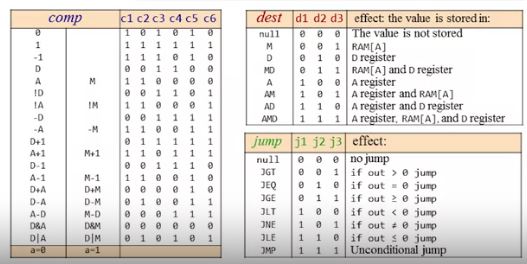 comp c1 c2 c3 c4 c5 c6
0 1 0 1 0 1 0
1 1 1 1 1 1 1
-1 1 1 1 0 1 0
D 0 0 1 1 0 0
A M 1 1 0 0 0 0
!D 0 0 1 1 0 1
!A !M 1 1 0 0 0 1
-D 0 0 1 1 1 1
-A -M 1 1 0 0 1 1
D+1 0 1 1 1 1 1
A+1 M+1 1 1 0 1 1 1
D-1 0 0 1 1 1 0
A-1 M-1 1 1 0 0 1 0
D+A D+M 0 0 0 0 1 0
D-A D-M 0 1 0 0 1 1
A-D M-D 0 0 0 1 1 1
D&A D&M 0 0 0 0 0 0
D|A D|M 0 1 0 1 0 1
a=0 a=1
dest d1 d2 d3 effect: the value is stored in:
null 0 0 0 The value is not stored
M 0 0 1 RAM[A]
D 0 1 0 D register
MD 0 1 1 RAM[A] and D register
A 1 0 0 A register
AM 1 0 1 A register and RAM[A]
AD 1 1 0 A register and D register
AMD 1 1 1 A register, RAM[A], and D register
jump j1 j2 j3 effect:
null 0 0 0 no jump
JGT 0 0 1 if out > 0 jump
JEQ 0 1 0 if out = 0 jump
JGE 0 1 1 if out ≥ 0 jump
JLT 1 0 0 if out < 0 jump
JNE 1 0 1 if out ≠ 0 jump
JLE 1 1 0 if out ≤ 0 jump
JMP 1 1 1 Unconditional jump